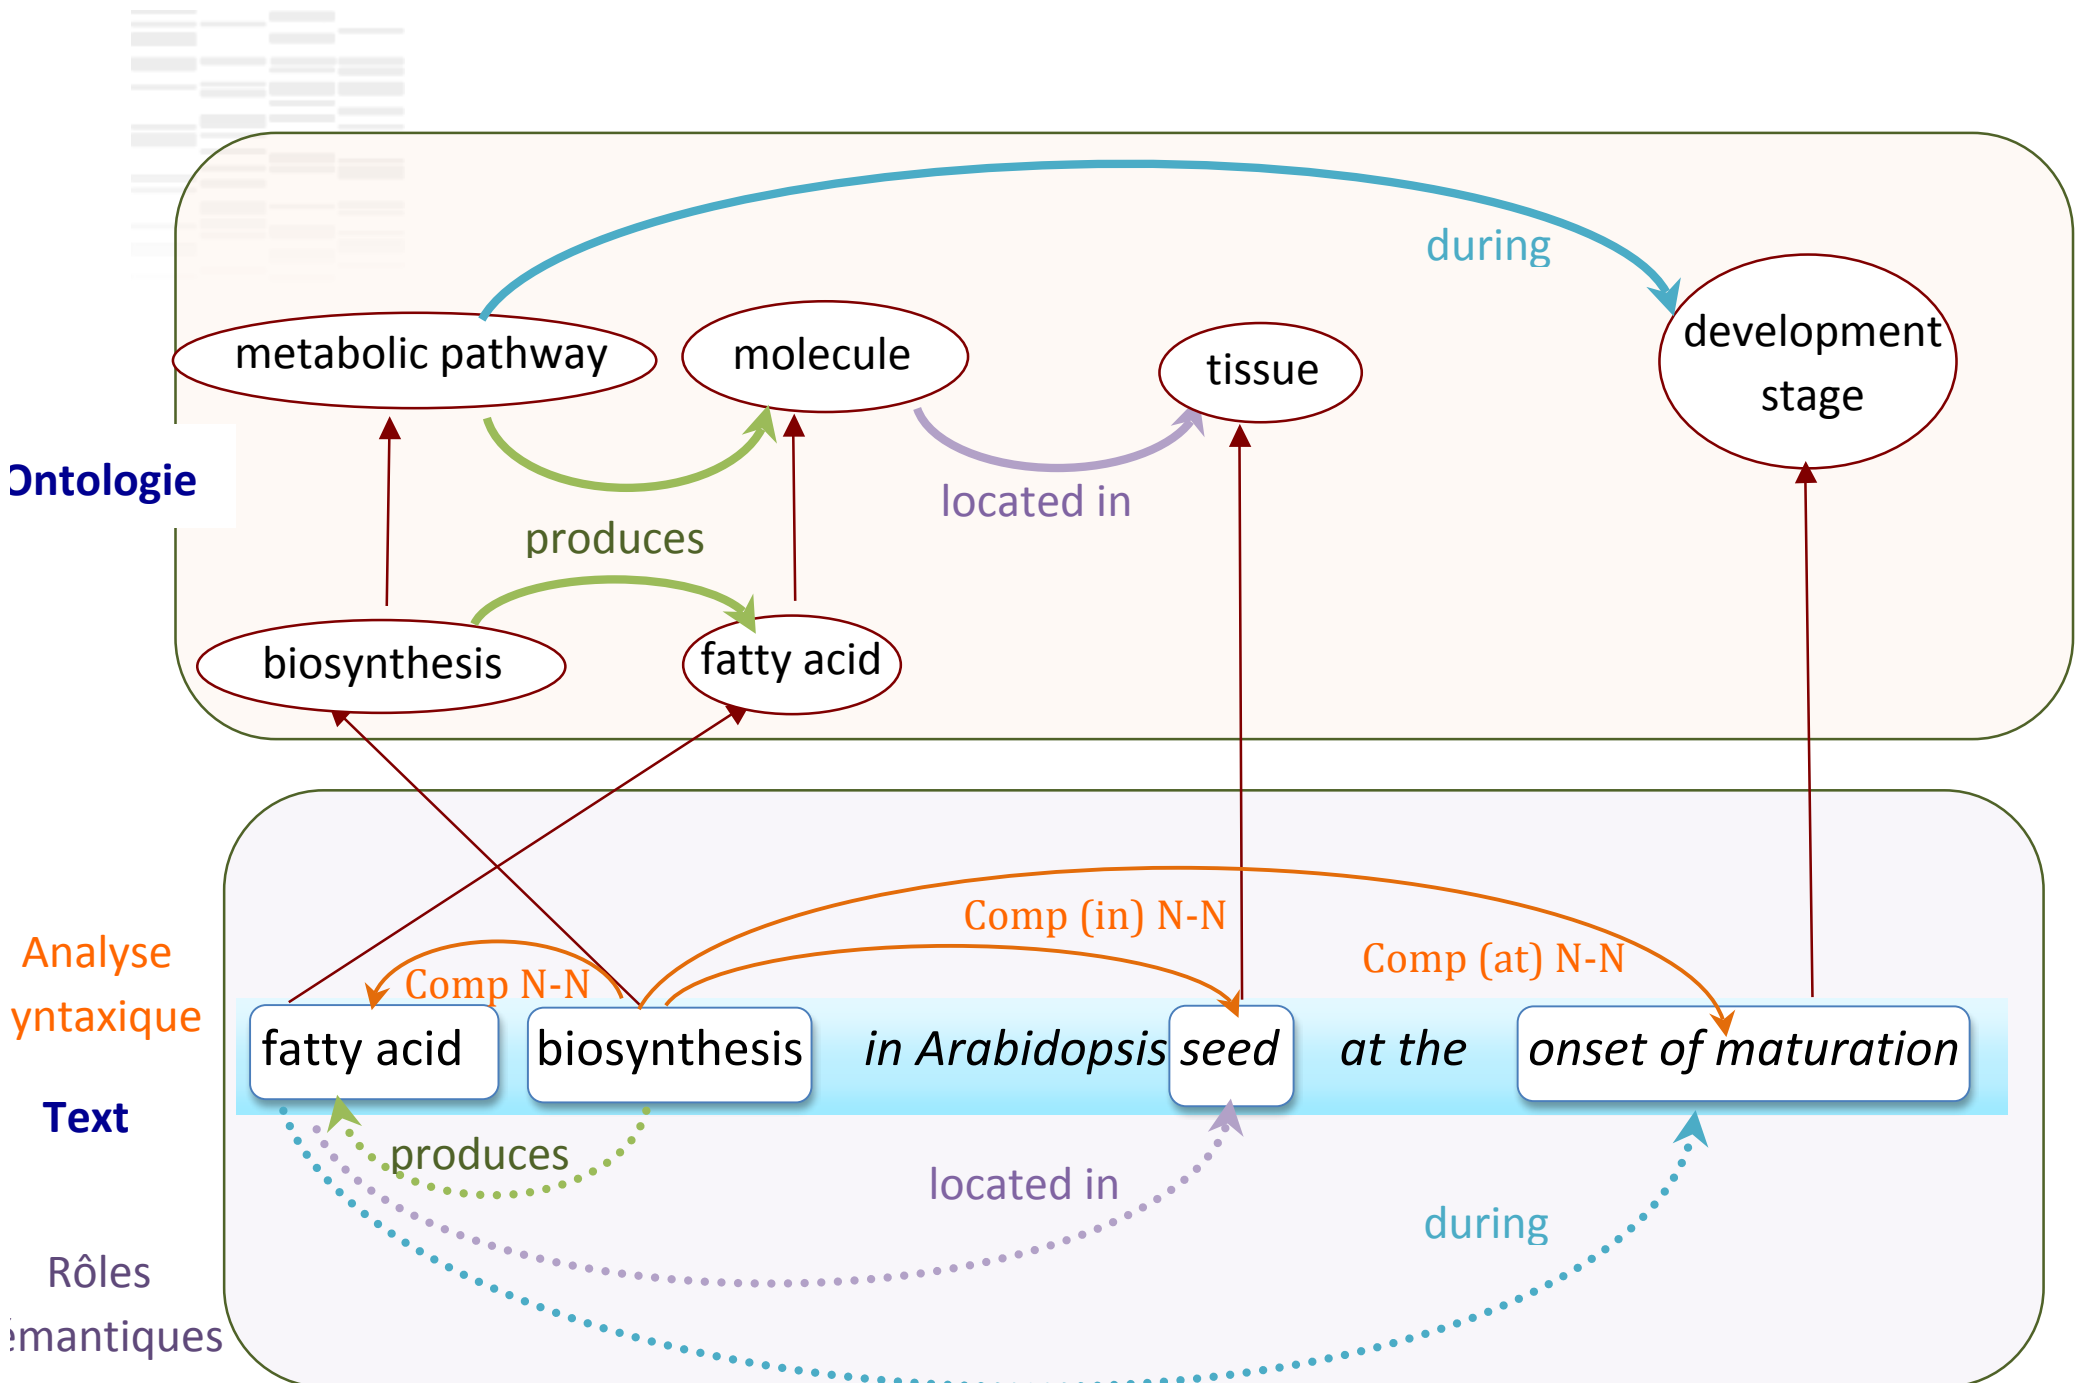 during
metabolic pathway
molecule
tissue
development
stage
Ontologie
located in
produces
biosynthesis
fatty acid
Comp (in) N-N
Analyse
Comp N-N
Comp (at) N-N
yntaxique
fatty acid
biosynthesis
in Arabidopsis
seed
at the
onset of maturation
Text
produces
located in
during
Rôles
émantiques